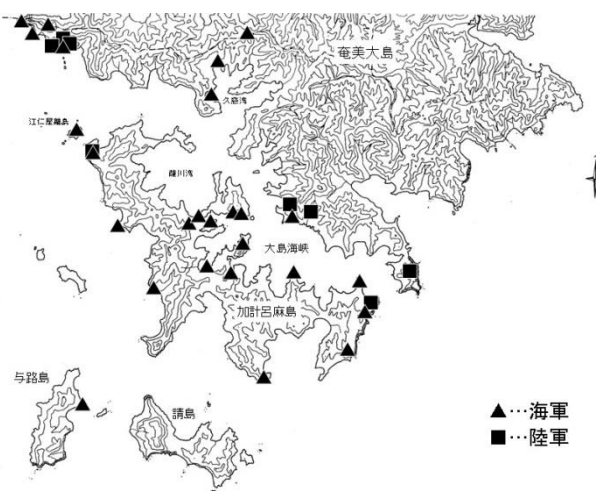 奄美大島
久慈湾
江仁屋離島
薩川湾
大島海峡
加計呂麻島
与路島
請島
▲…海軍
■…陸軍